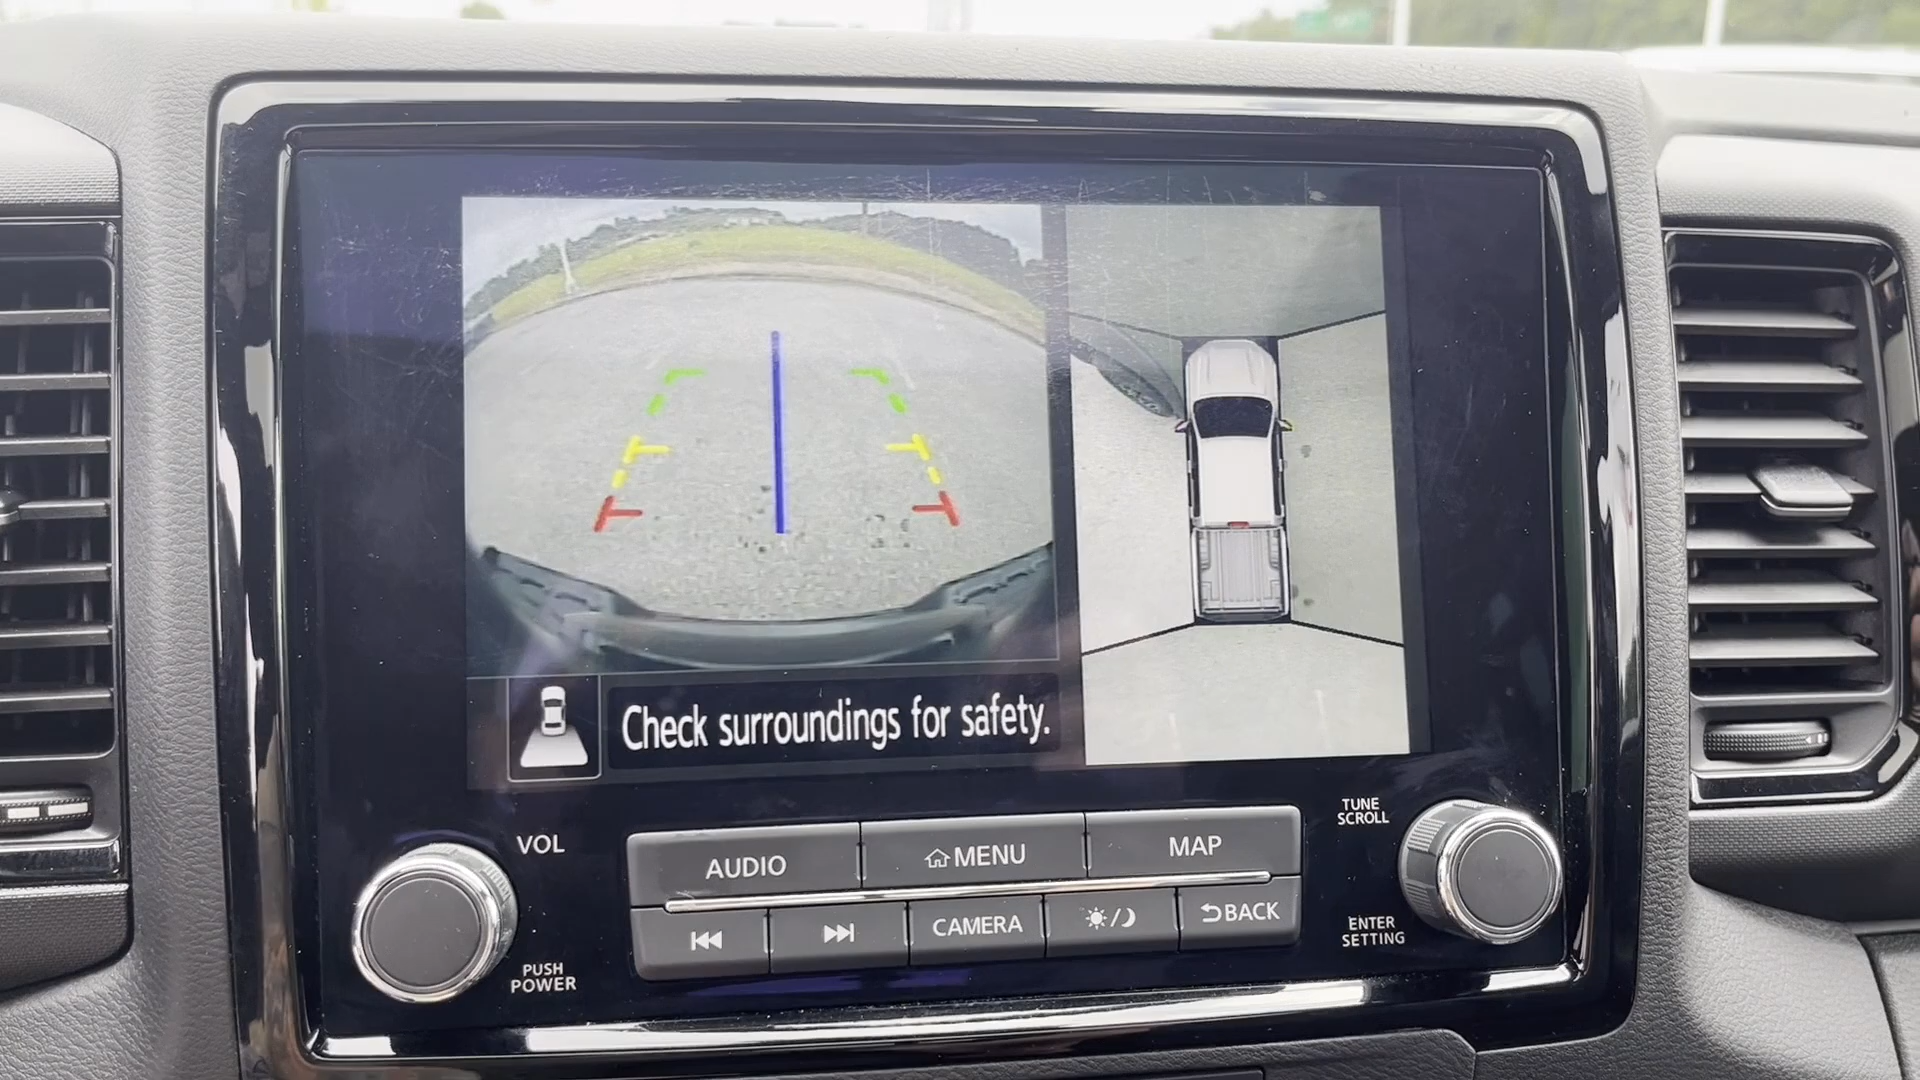 Check surroundings for safety.
VOL
PUSH
POWER
AUDIO
MENU
MAP
CAMERA
BACK
TUNE
SCROLL
ENTER
SETTING